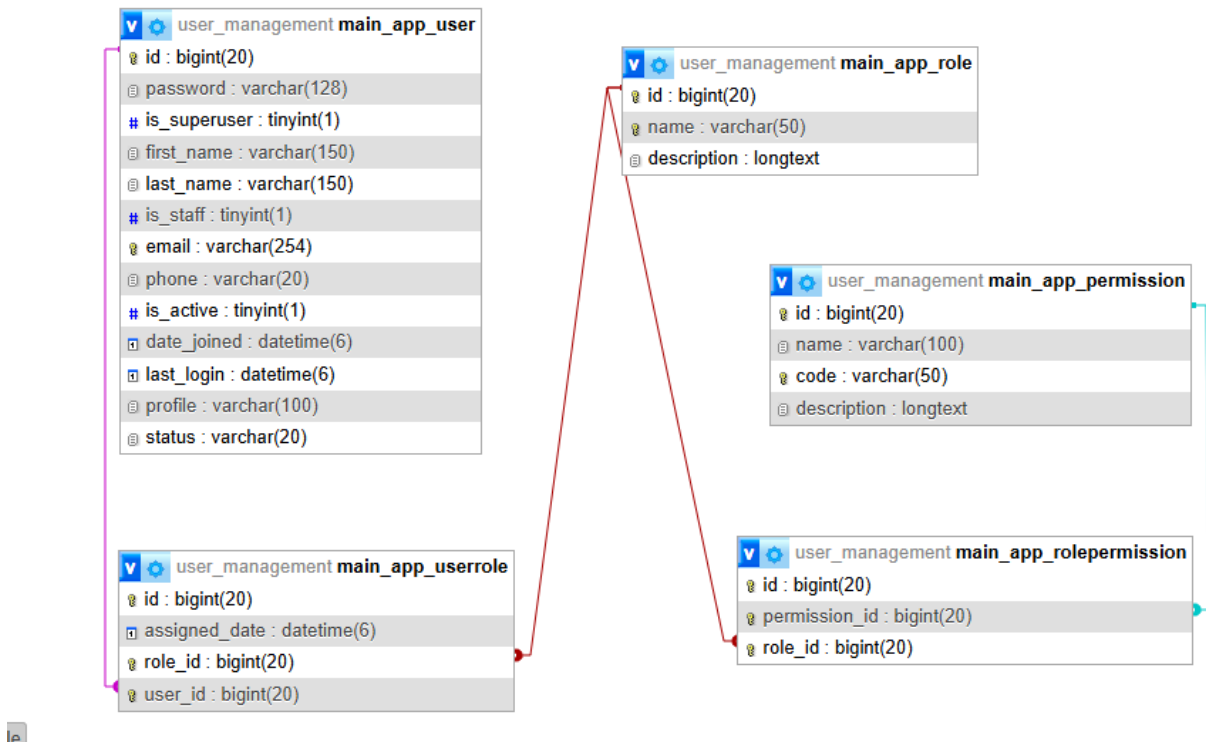 user_management main_app_user
id : bigint(20)
password : varchar(128)
is_superuser : tinyint(1)
first_name : varchar(150)
last_name : varchar(150)
is_staff : tinyint(1)
email : varchar(254)
phone : varchar(20)
is_active : tinyint(1)
date_joined : datetime(6)
last_login : datetime(6)
profile : varchar(100)
status : varchar(20)
user_management main_app_role
id : bigint(20)
name : varchar(50)
description : longtext
user_management main_app_permission
id : bigint(20)
name : varchar(100)
code : varchar(50)
description : longtext
user_management main_app_userrole
id : bigint(20)
assigned_date : datetime(6)
role_id : bigint(20)
user_id : bigint(20)
user_management main_app_rolepermission
id : bigint(20)
permission_id : bigint(20)
role_id : bigint(20)